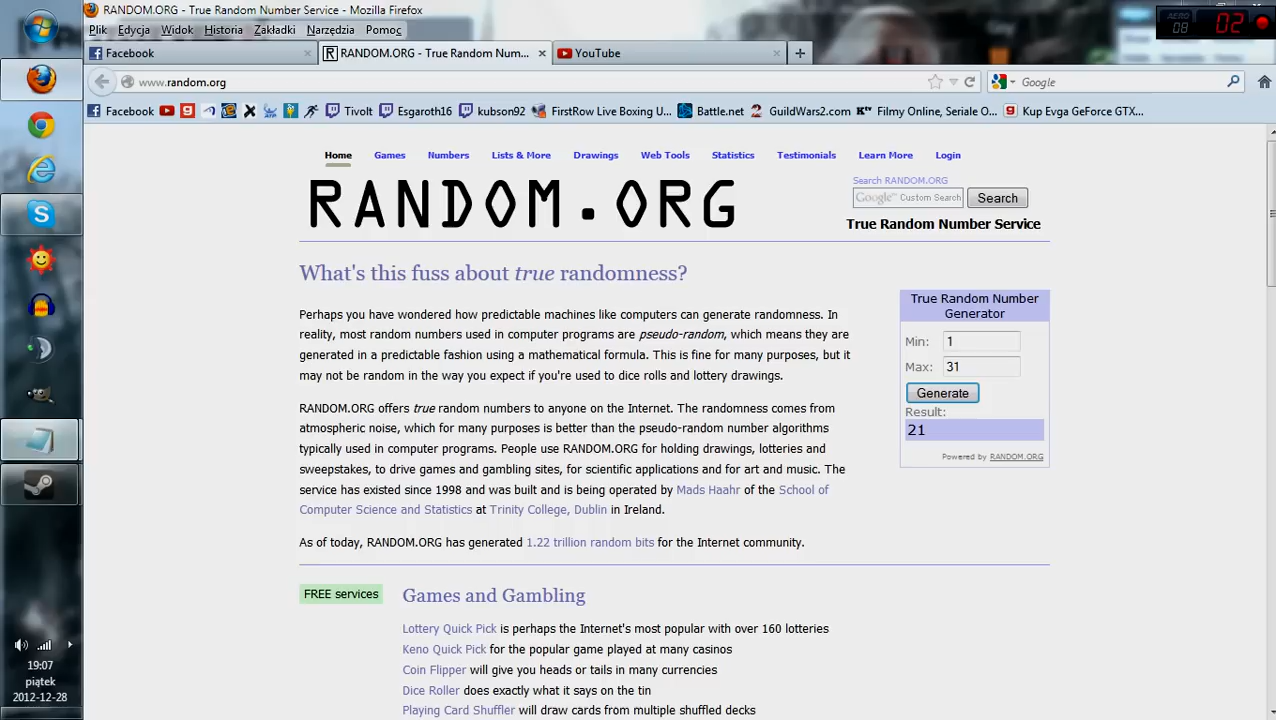 RANDOM.ORG - True Random Number Service - Mozilla Firefox
AERO
08
02
Plik Edycja Widok Historia Zakładki Narzędzia Pomoc
Facebook
RANDOM.ORG - True Random Num...
YouTube
www.random.org
Google
Facebook Tivolt Esgaroth16 kubson92 FirstRow Live Boxing U... Battle.net GuildWars2.com Filmy Online, Seriale O... Kup Evga GeForce GTX...
Home Games Numbers Lists & More Drawings Web Tools Statistics Testimonials Learn More Login
RANDOM.ORG
Search RANDOM.ORG
Google™ Custom Search
Search
True Random Number Service
What's this fuss about true randomness?
Perhaps you have wondered how predictable machines like computers can generate randomness. In
reality, most random numbers used in computer programs are pseudo-random, which means they are
generated in a predictable fashion using a mathematical formula. This is fine for many purposes, but it
may not be random in the way you expect if you're used to dice rolls and lottery drawings.
RANDOM.ORG offers true random numbers to anyone on the Internet. The randomness comes from
atmospheric noise, which for many purposes is better than the pseudo-random number algorithms
typically used in computer programs. People use RANDOM.ORG for holding drawings, lotteries and
sweepstakes, to drive games and gambling sites, for scientific applications and for art and music. The
service has existed since 1998 and was built and is being operated by Mads Haahr of the School of
Computer Science and Statistics at Trinity College, Dublin in Ireland.
As of today, RANDOM.ORG has generated 1.22 trillion random bits for the Internet community.
True Random Number
Generator
Min: 1
Max: 31
Generate
Result:
21
Powered by RANDOM.ORG
FREE services
Games and Gambling
Lottery Quick Pick is perhaps the Internet's most popular with over 160 lotteries
Keno Quick Pick for the popular game played at many casinos
Coin Flipper will give you heads or tails in many currencies
Dice Roller does exactly what it says on the tin
Playing Card Shuffler will draw cards from multiple shuffled decks
19:07
piątek
2012-12-28